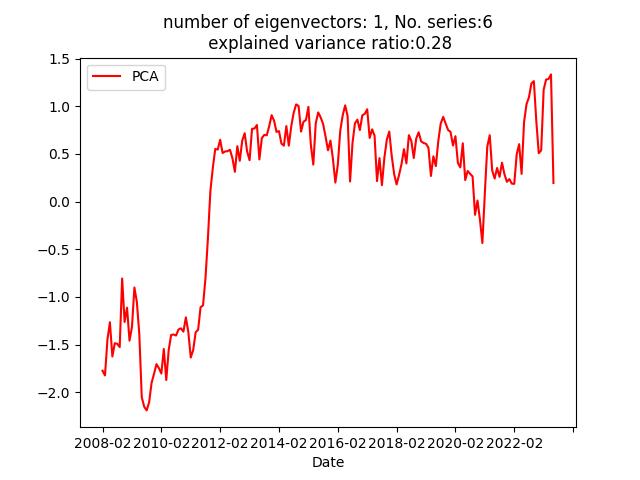 number of eigenvectors: 1, No. series:6
explained variance ratio:0.28
PCA
1.5
1.0
0.5
0.0
−0.5
−1.0
−1.5
−2.0
2008-02 2010-02 2012-02 2014-02 2016-02 2018-02 2020-02 2022-02
Date